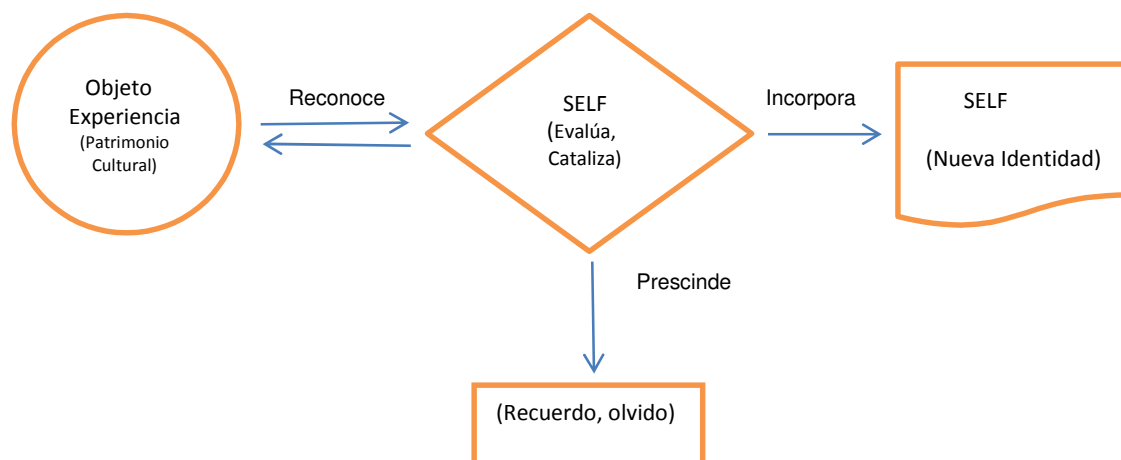 Objeto
Experiencia
(Patrimonio
Cultural)
Reconoce
SELF
(Evalúa,
Cataliza)
Incorpora
SELF
(Nueva Identidad)
Prescinde
(Recuerdo, olvido)